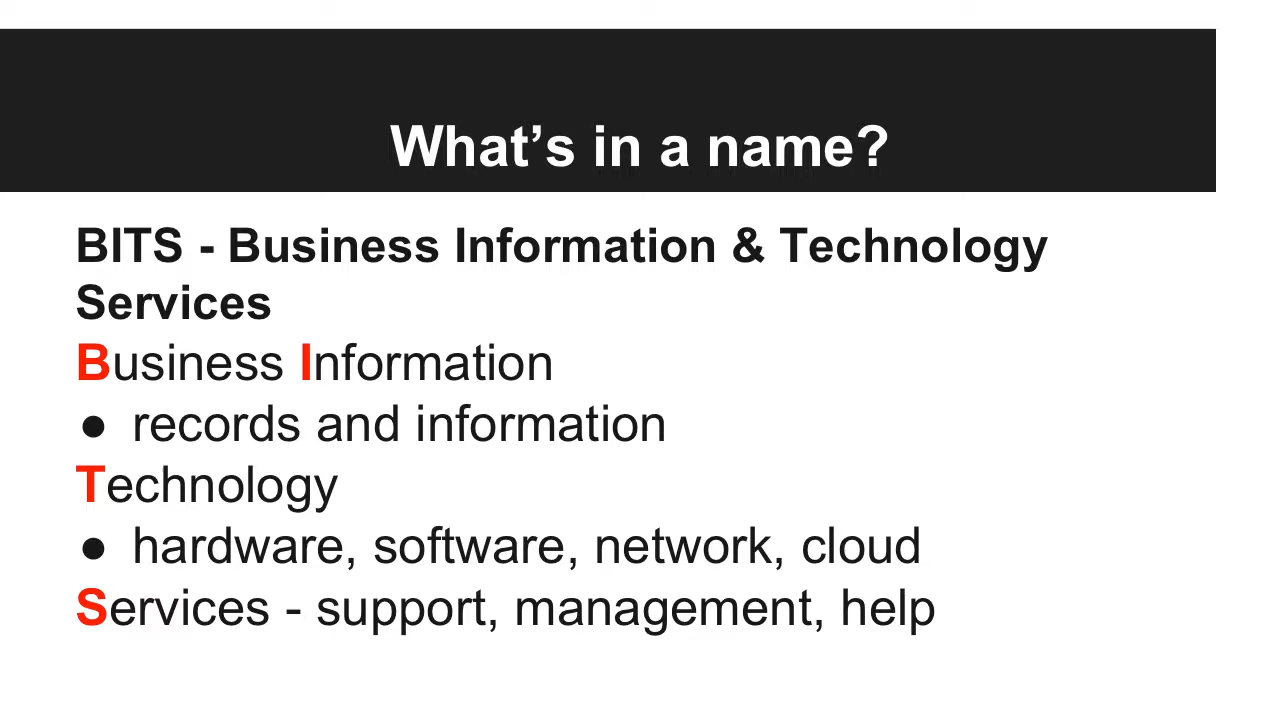 What’s in a name?
BITS - Business Information & Technology
Services
Business Information
● records and information
Technology
● hardware, software, network, cloud
Services - support, management, help